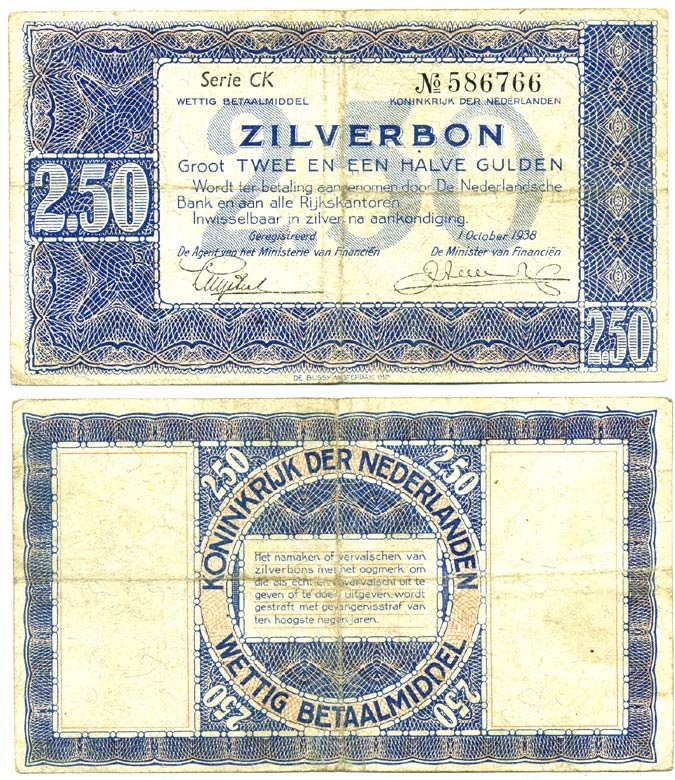 Serie CK
№ 586766
WETTIG BETAALMIDDEL
KONINKRIJK DER NEDERLANDEN
250
ZILVERBON
Groot TWEE EN EEN HALVE GULDEN
Wordt ter betaling aangenomen door De Nederlandsche
Bank en aan alle Rijkskantoren.
Inwisselbaar in zilver na aankondiging.
2.50
Geregistreerd
1 October 1938
De Agent van het Ministerie van Financiën
De Minister van Financiën
2.50
DE BUSSY AMSTERDAM IMP.
2.50
2.50
KONINKRIJK DER NEDERLANDEN
Het namaken of vervalschen van
zilverbons met het oogmerk om
die als echt en onvervalscht uit te
geven of te doen uitgeven, wordt
gestraft met gevangenisstraf van
ten hoogste negen jaren.
WETTIG BETAALMIDDEL
2.50
2.50